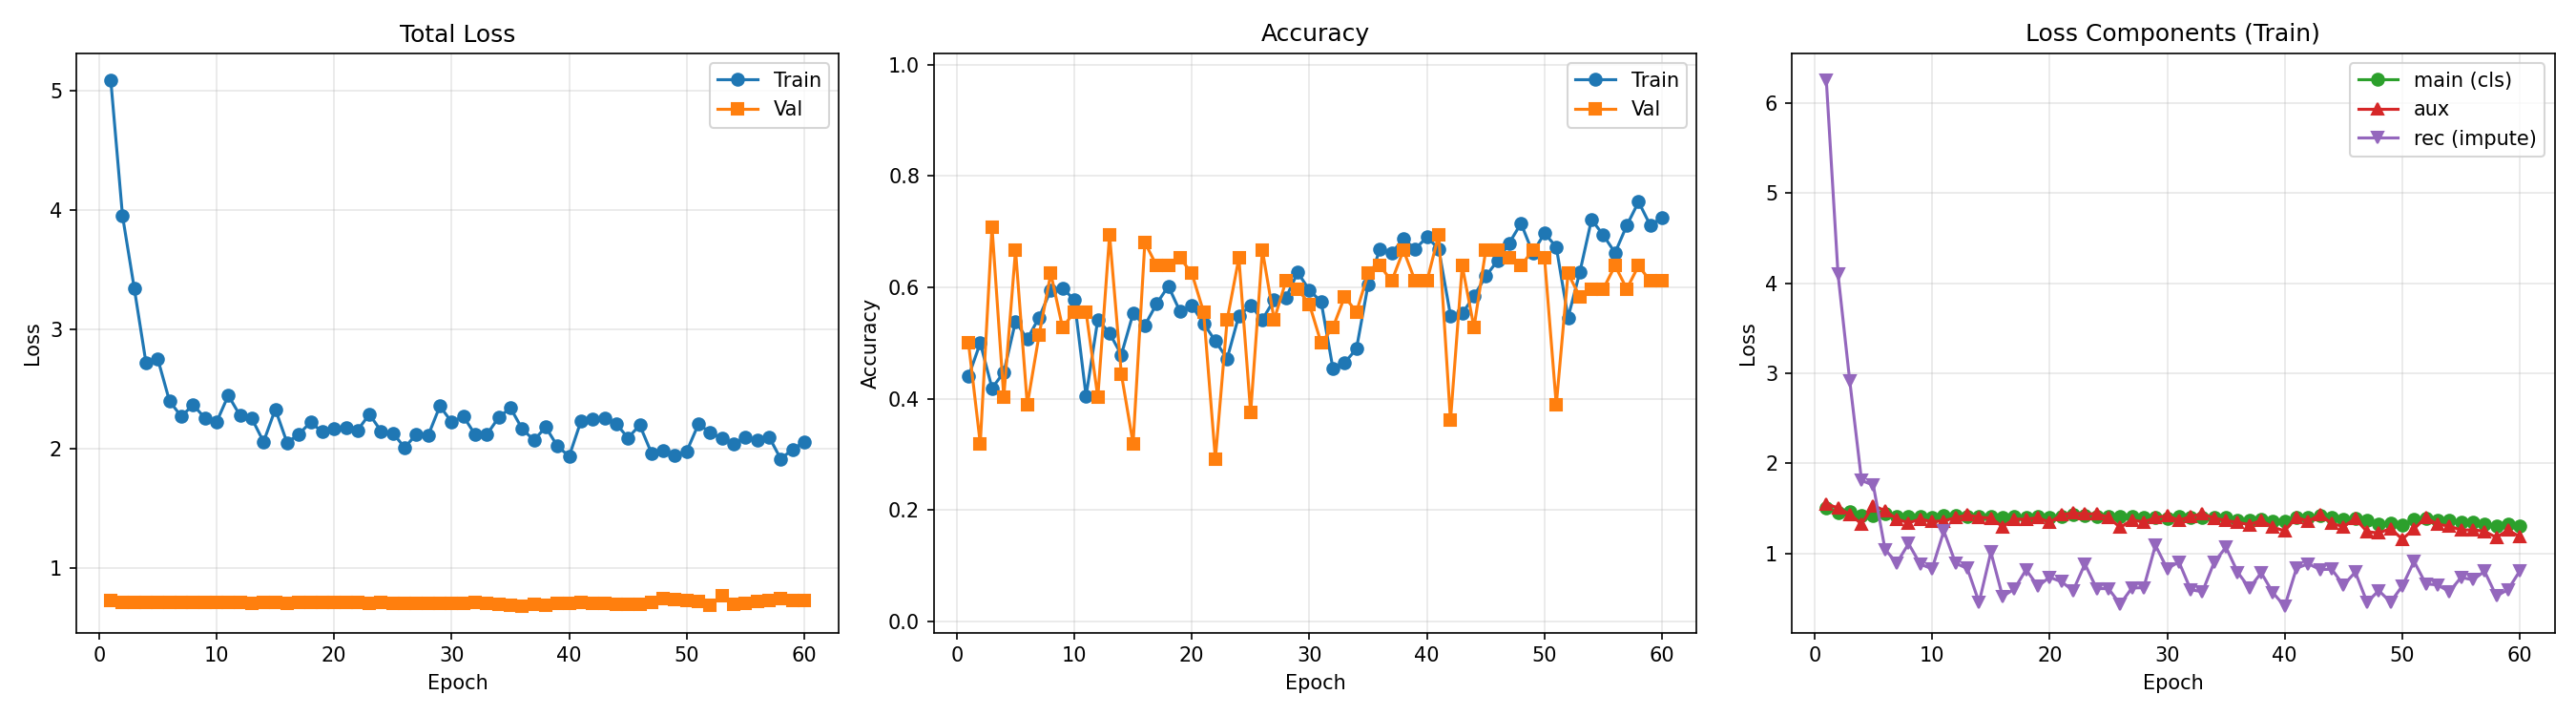 Total Loss
Loss
5
4
3
2
1
0
10
20
30
40
50
60
Epoch
Train
Val
Accuracy
Accuracy
1.0
0.8
0.6
0.4
0.2
0.0
0
10
20
30
40
50
60
Epoch
Train
Val
Loss Components (Train)
Loss
6
5
4
3
2
1
0
10
20
30
40
50
60
Epoch
main (cls)
aux
rec (impute)